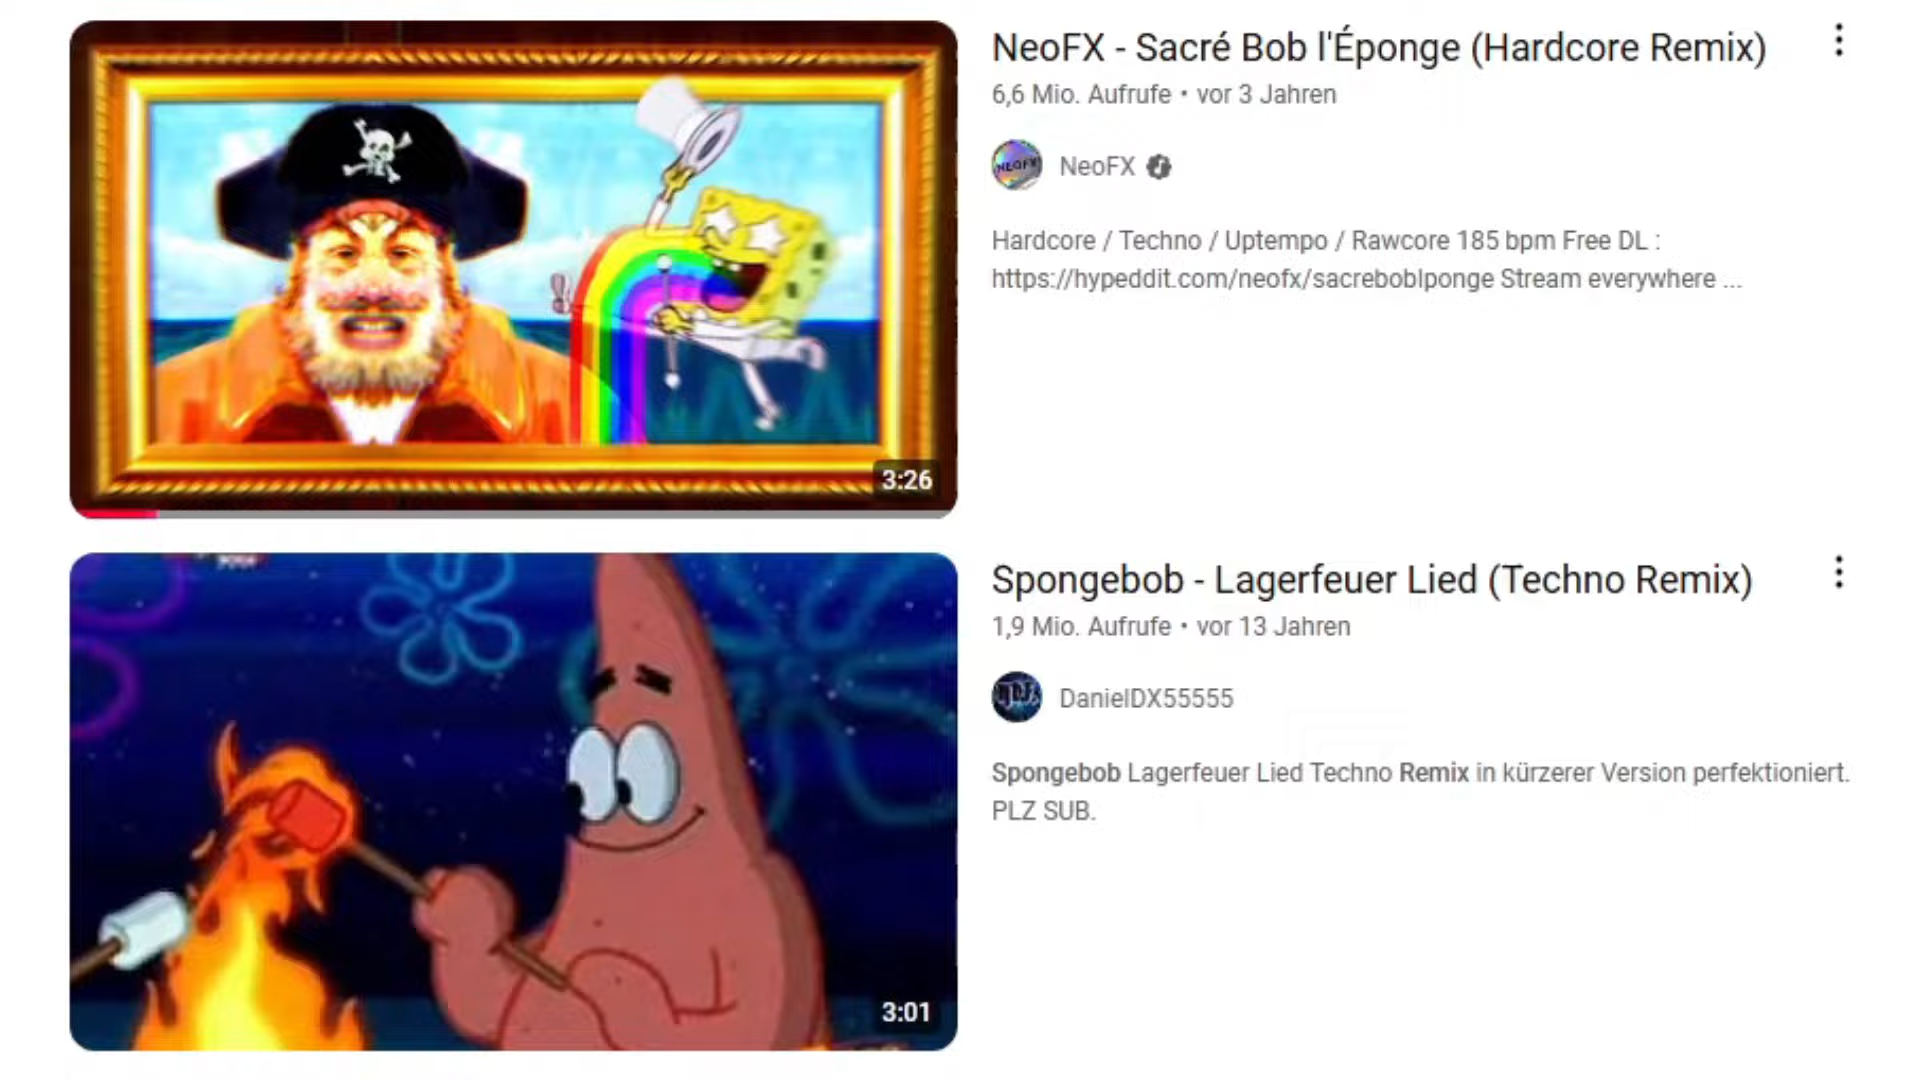 NeoFX - Sacré Bob l'Éponge (Hardcore Remix)
6,6 Mio. Aufrufe • vor 3 Jahren
NEOFX
NeoFX
Hardcore / Techno / Uptempo / Rawcore 185 bpm Free DL :
https://hypeddit.com/neofx/sacreboblponge Stream everywhere ...
3:26
Spongebob - Lagerfeuer Lied (Techno Remix)
1,9 Mio. Aufrufe • vor 13 Jahren
DanielDX55555
Spongebob Lagerfeuer Lied Techno Remix in kürzerer Version perfektioniert.
PLZ SUB.
3:01